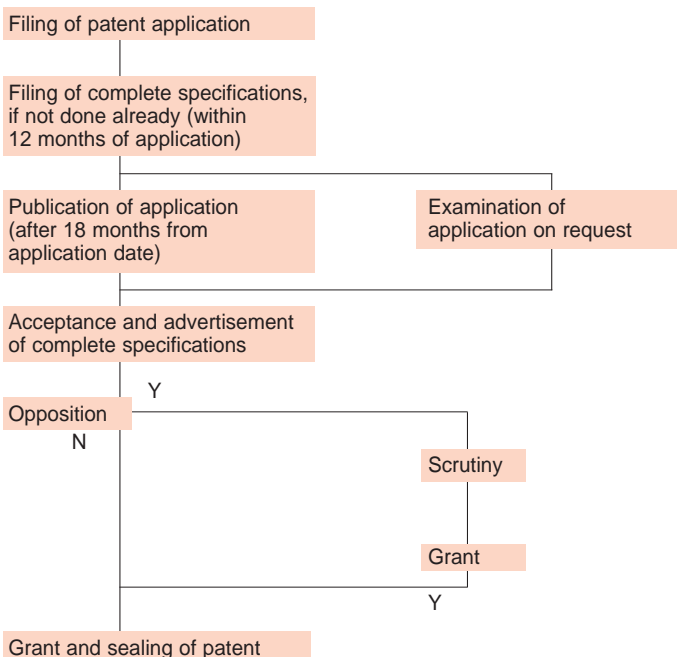 Filing of patent application
Filing of complete specifications,
if not done already (within
12 months of application)
Publication of application
(after 18 months from
application date)
Examination of
application on request
Acceptance and advertisement
of complete specifications
Y
Opposition
N
Scrutiny
Grant
Y
Grant and sealing of patent